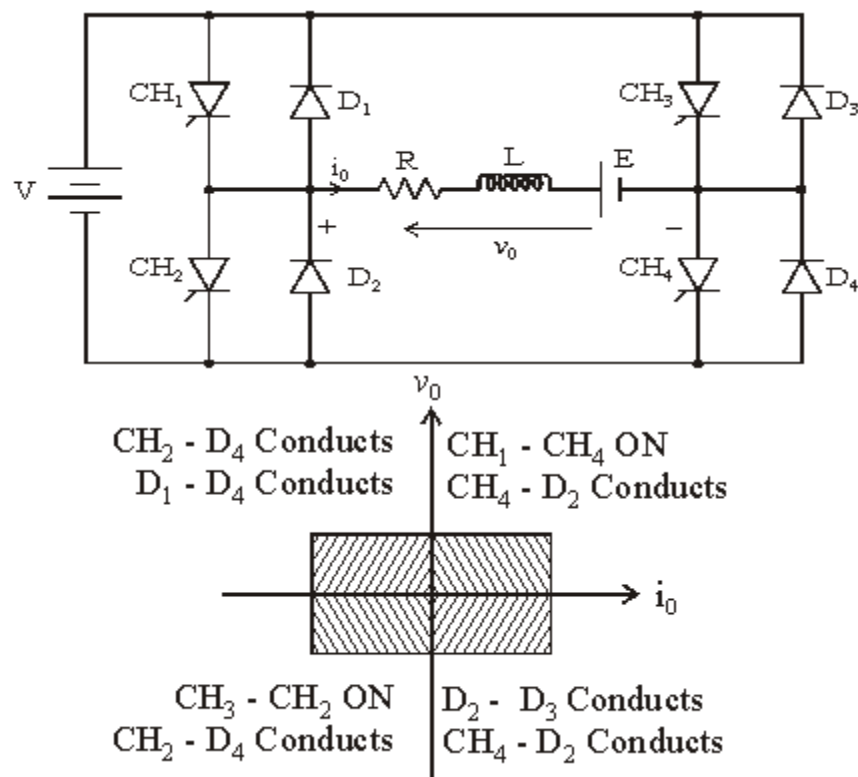 CH₁ D₁ CH₃ D₃
i₀ R L E
V
+ v₀ −
CH₂ D₂ CH₄ D₄
v₀
CH₂ - D₄ Conducts
D₁ - D₄ Conducts
CH₁ - CH₄ ON
CH₄ - D₂ Conducts
i₀
CH₃ - CH₂ ON
CH₂ - D₄ Conducts
D₂ - D₃ Conducts
CH₄ - D₂ Conducts